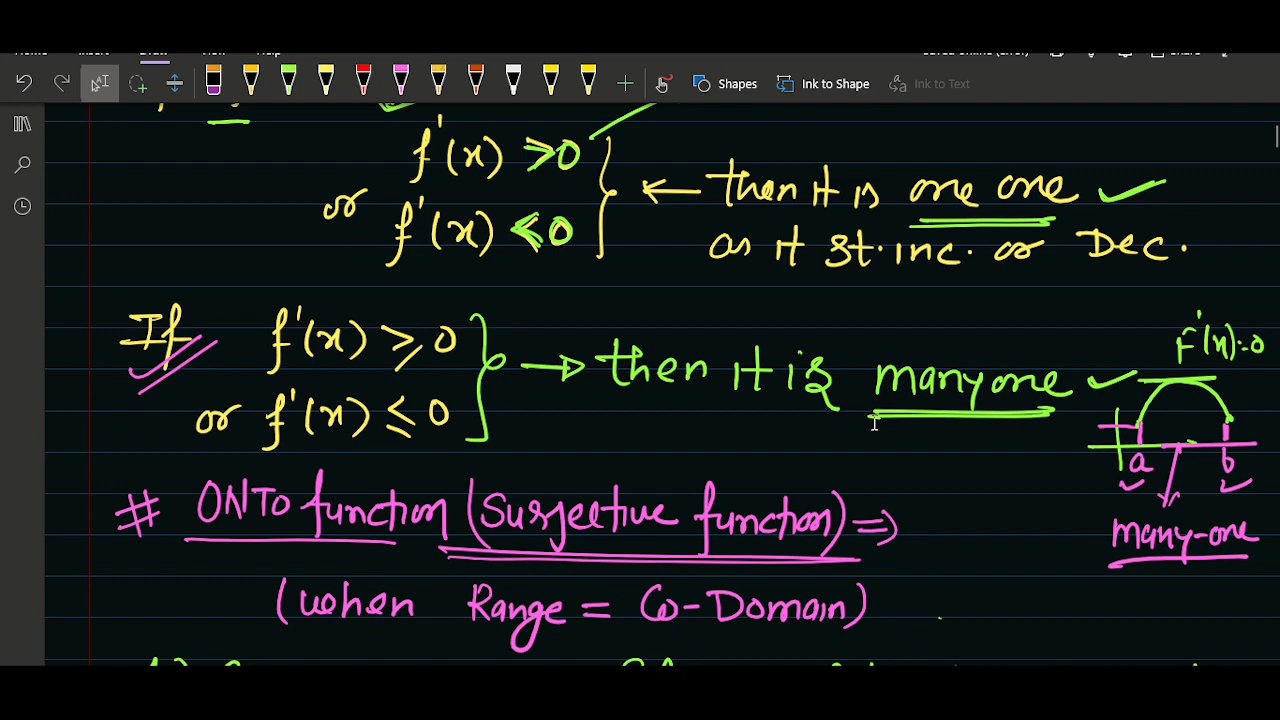 Shapes Ink to Shape Ink to Text
f'(x) >0
or f'(x) <0
then it is one one
as it st. inc. or Dec.
If f'(x) ≥ 0
or f'(x) ≤ 0
then it is manyone
F'(x)=0
a b
many-one
# ONTO function (Surjective function) ⇒
(when Range = Co-Domain)